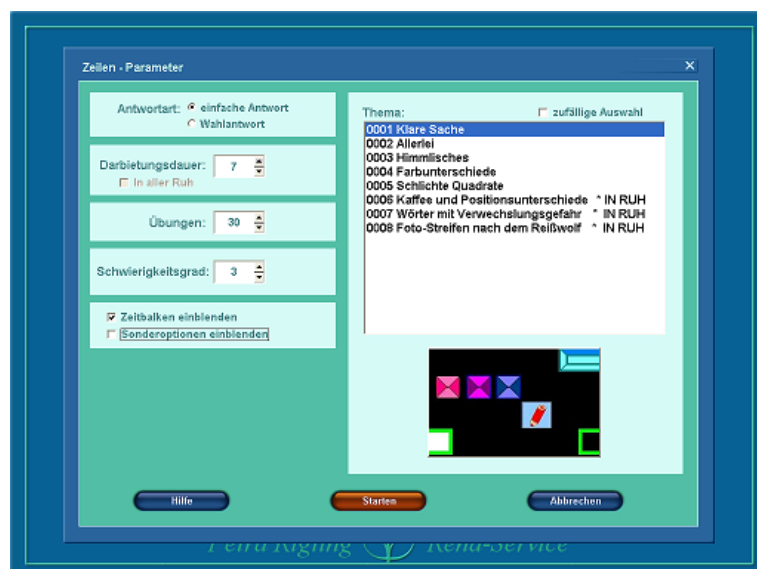 Zeilen - Parameter
Antwortart: einfache Antwort
Wahlantwort
Darbietungsdauer: 7
In aller Ruh
Übungen: 30
Schwierigkeitsgrad: 3
Zeitbalken einblenden
Sonderoptionen einblenden
Thema: zufällige Auswahl
0001 Klare Sache
0002 Allerlei
0003 Himmlisches
0004 Farbunterschiede
0005 Schlichte Quadrate
0006 Kaffee und Positionsunterschiede * IN RUH
0007 Wörter mit Verwechslungsgefahr * IN RUH
0008 Foto-Streifen nach dem Reißwolf * IN RUH
Hilfe Starten Abbrechen
Petra Rigling Reha-Service